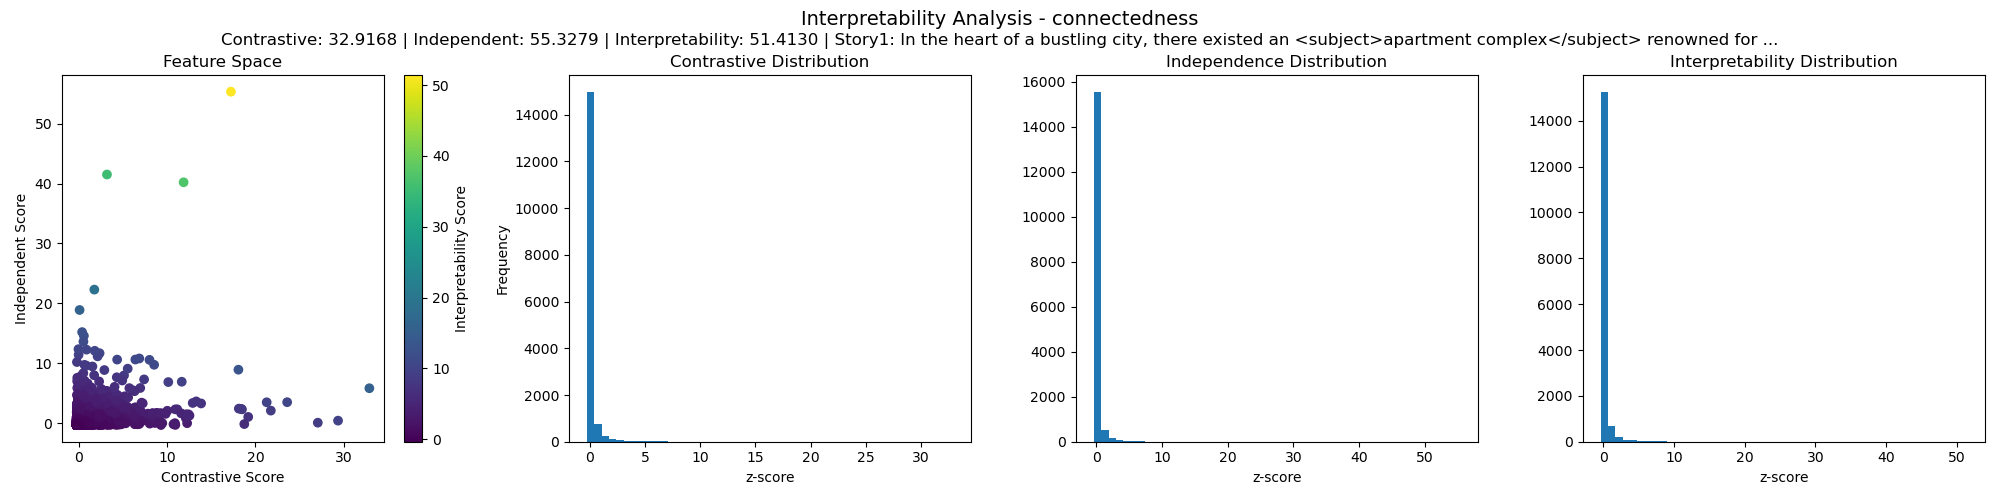 Interpretability Analysis - connectedness
Contrastive: 32.9168 | Independent: 55.3279 | Interpretability: 51.4130 | Story1: In the heart of a bustling city, there existed an <subject>apartment complex</subject> renowned for ...
Feature Space
50
40
30
20
10
0
Independent Score
0 10 20 30
Contrastive Score
50
40
30
20
10
0
Interpretability Score
Contrastive Distribution
14000
12000
10000
8000
6000
4000
2000
0
Frequency
0 5 10 15 20 25 30
z-score
Independence Distribution
16000
14000
12000
10000
8000
6000
4000
2000
0
0 10 20 30 40 50
z-score
Interpretability Distribution
14000
12000
10000
8000
6000
4000
2000
0
0 10 20 30 40 50
z-score